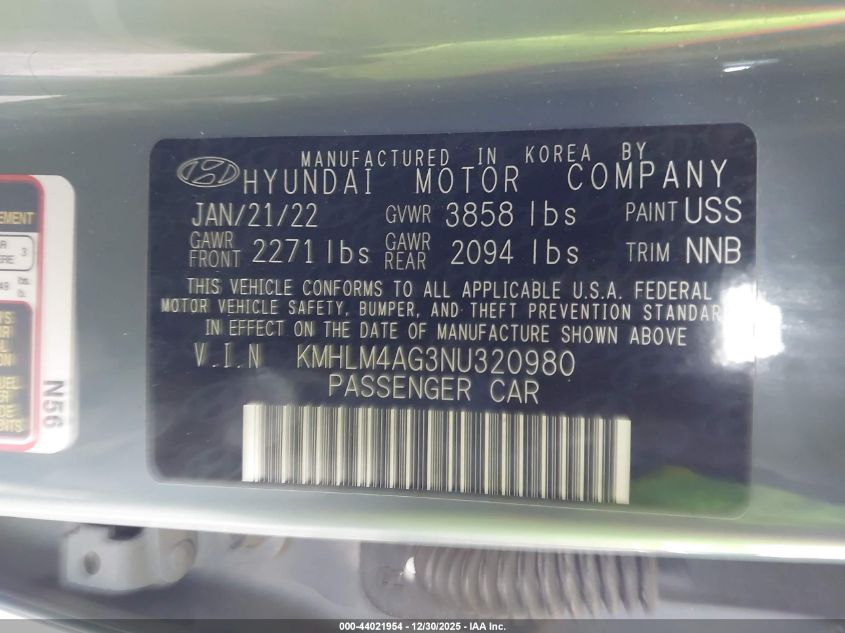 MANUFACTURED IN KOREA BY
HYUNDAI MOTOR COMPANY
JAN/21/22 GVWR 3858 lbs PAINT USS
GAWR FRONT 2271 lbs GAWR REAR 2094 lbs TRIM NNB
THIS VEHICLE CONFORMS TO ALL APPLICABLE U.S.A. FEDERAL
MOTOR VEHICLE SAFETY, BUMPER, AND THEFT PREVENTION STANDAR
IN EFFECT ON THE DATE OF MANUFACTURE SHOWN ABOVE
V.I.N KMHLM4AG3NU320980
PASSENGER CAR
EMENT
3
N56
000-44021954 - 12/30/2025 - IAA Inc.